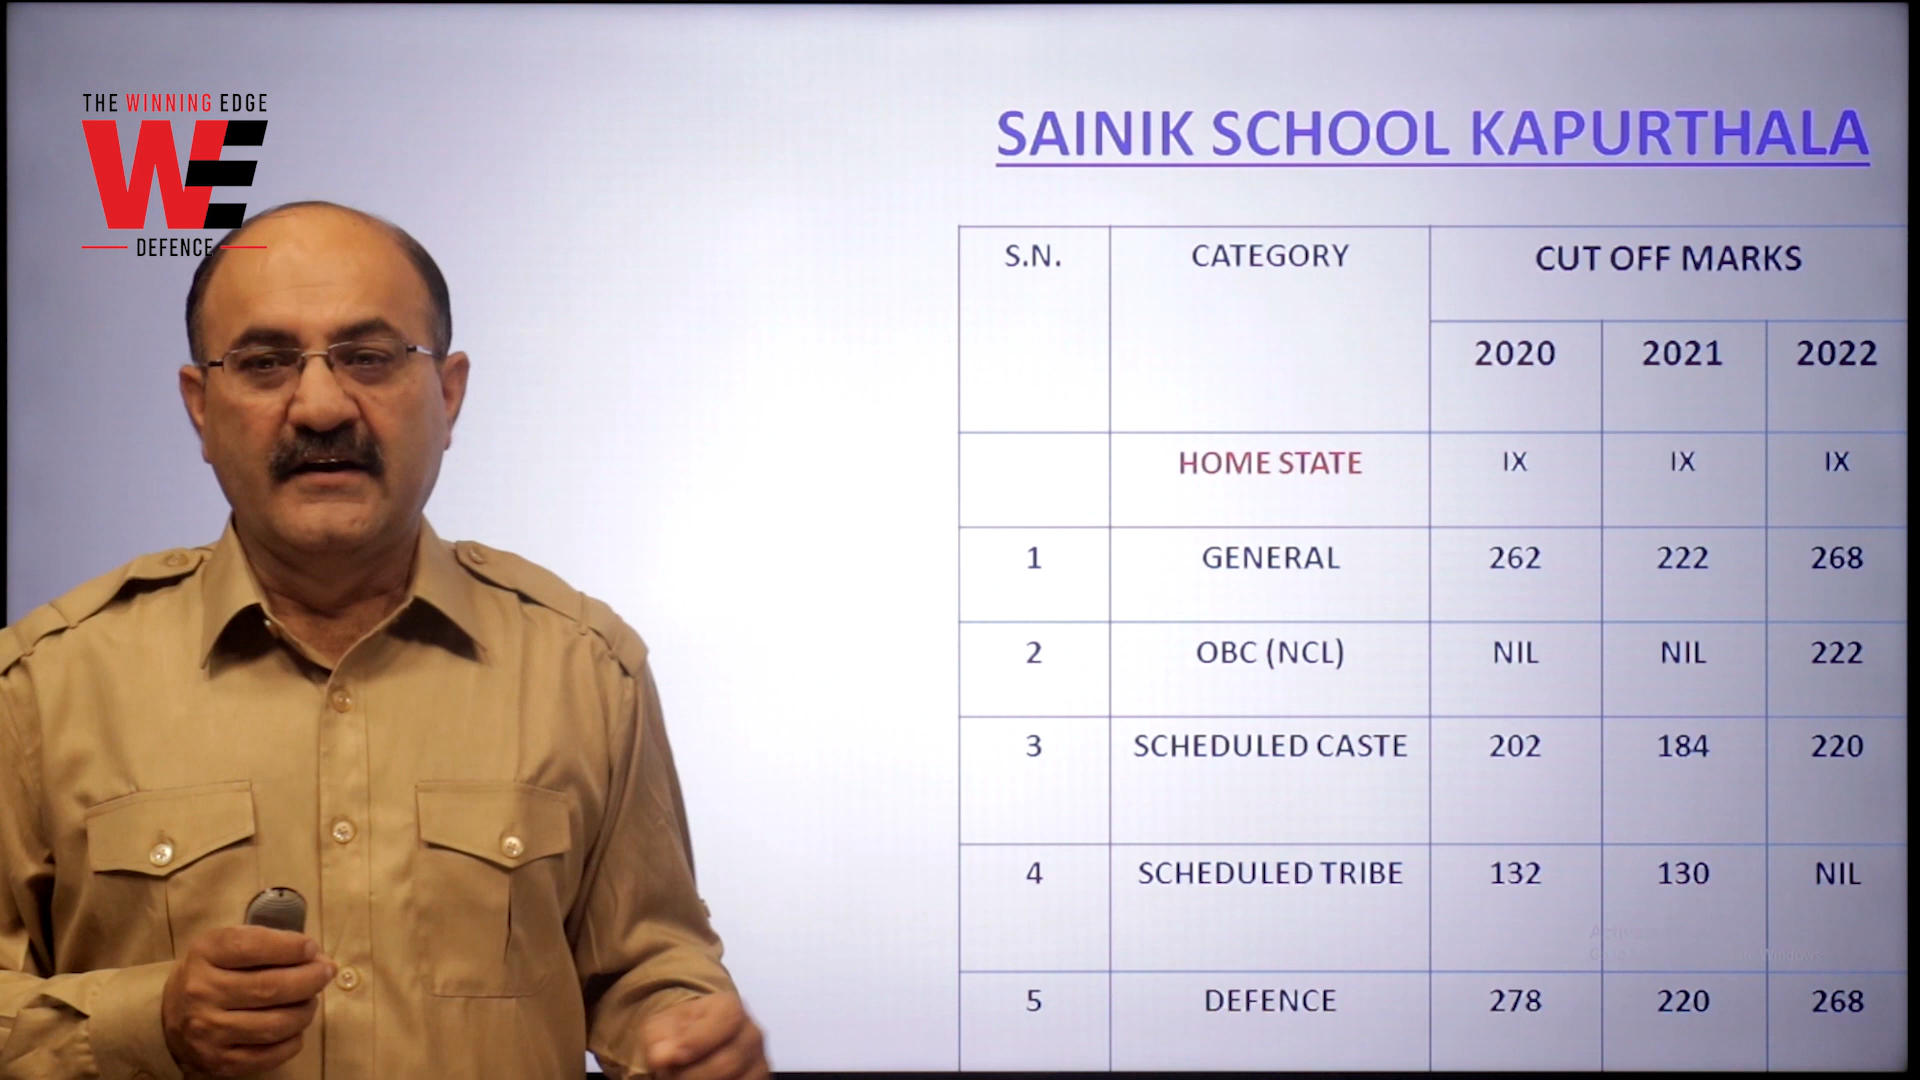 THE WINNING EDGE
WE
DEFENCE
SAINIK SCHOOL KAPURTHALA
S.N. CATEGORY CUT OFF MARKS
2020 2021 2022
HOME STATE IX IX IX
1 GENERAL 262 222 268
2 OBC (NCL) NIL NIL 222
3 SCHEDULED CASTE 202 184 220
4 SCHEDULED TRIBE 132 130 NIL
5 DEFENCE 278 220 268